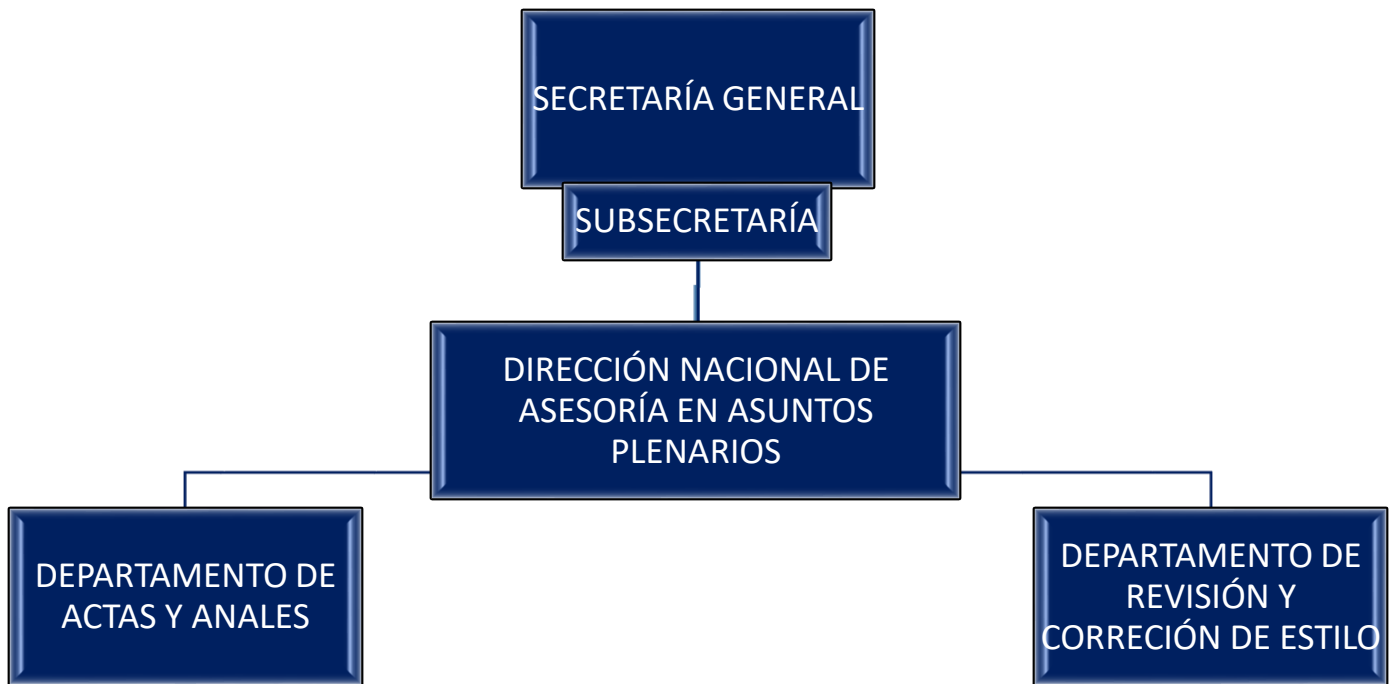 SECRETARÍA GENERAL
SUBSECRETARÍA
DIRECCIÓN NACIONAL DE
ASESORÍA EN ASUNTOS
PLENARIOS
DEPARTAMENTO DE
ACTAS Y ANALES
DEPARTAMENTO DE
REVISIÓN Y
CORRECIÓN DE ESTILO